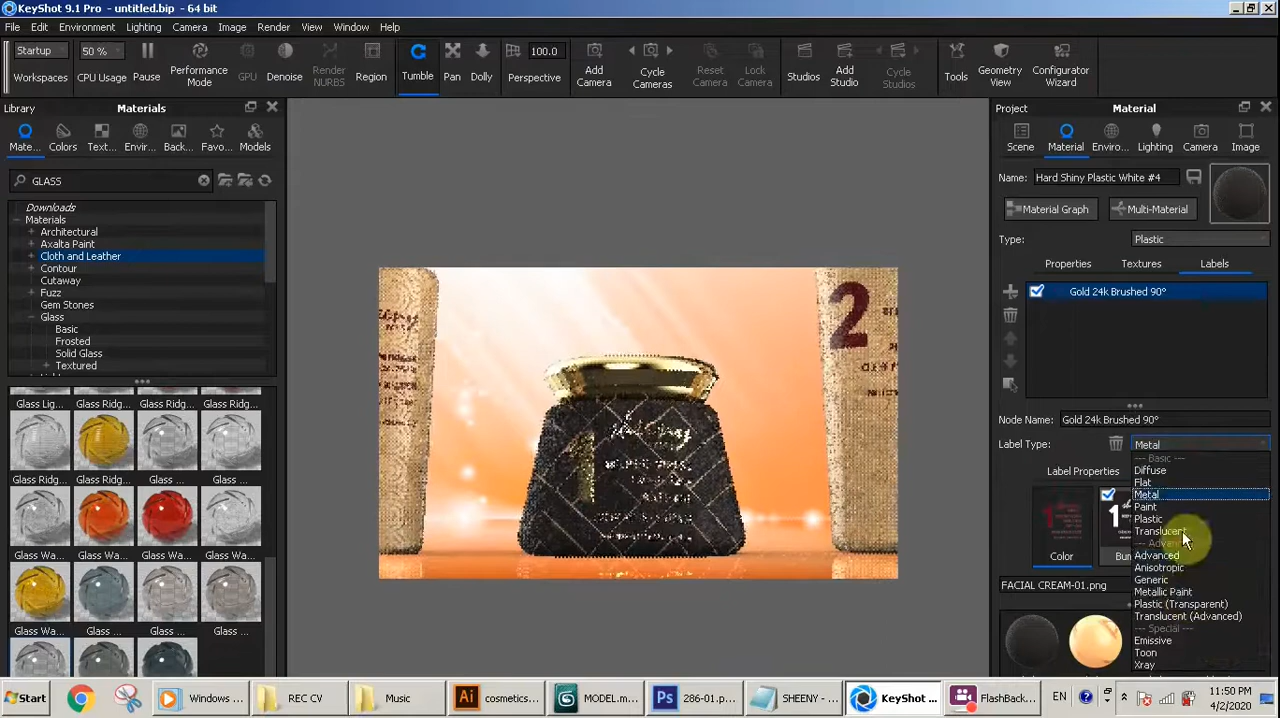 KeyShot 9.1 Pro - untitled.bip - 64 bit
File Edit Environment Lighting Camera Image Render View Window Help
Startup 50 % 100.0
Workspaces CPU Usage Pause Performance Mode GPU Denoise Render NURBS Region Tumble Pan Dolly Perspective Add Camera Cycle Cameras Reset Camera Lock Camera Studios Add Studio Cycle Studios Tools Geometry View Configurator Wizard
Library Materials
Project Material
Mate... Colors Text... Envir... Back... Favo... Models
Scene Material Enviro... Lighting Camera Image
GLASS
Name: Hard Shiny Plastic White #4
Downloads
Materials
Architectural
Axalta Paint
Cloth and Leather
Contour
Cutaway
Fuzz
Gem Stones
Glass
Basic
Frosted
Solid Glass
Textured
Material Graph Multi-Material
Type: Plastic
Properties Textures Labels
Gold 24k Brushed 90°
Node Name: Gold 24k Brushed 90°
Label Type: Metal
--- Basic ---
Diffuse
Flat
Metal
Paint
Plastic
Translucent
Advanced
Anisotropic
Generic
Metallic Paint
Plastic (Transparent)
Translucent (Advanced)
--- Special ---
Emissive
Toon
Xray
Label Properties
1
Color Bun
FACIAL CREAM-01.png
1
2
Glass Lig... Glass Ridg... Glass Ridg... Glass Ridg...
Glass Ridg... Glass Ridg... Glass ... Glass ...
Glass Wa... Glass Wa... Glass Wa... Glass ...
Glass Wa... Glass ... Glass ... Glass ...
Start Windows ... REC CV Music cosmetics... MODEL.m... 286-01.p... SHEENY - ... KeyShot ... FlashBack... EN 11:50 PM
4/2/2020